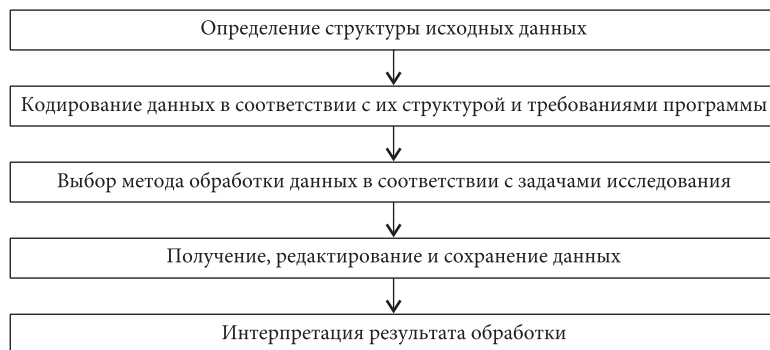 Определение структуры исходных данных
Кодирование данных в соответствии с их структурой и требованиями программы
Выбор метода обработки данных в соответствии с задачами исследования
Получение, редактирование и сохранение данных
Интерпретация результата обработки